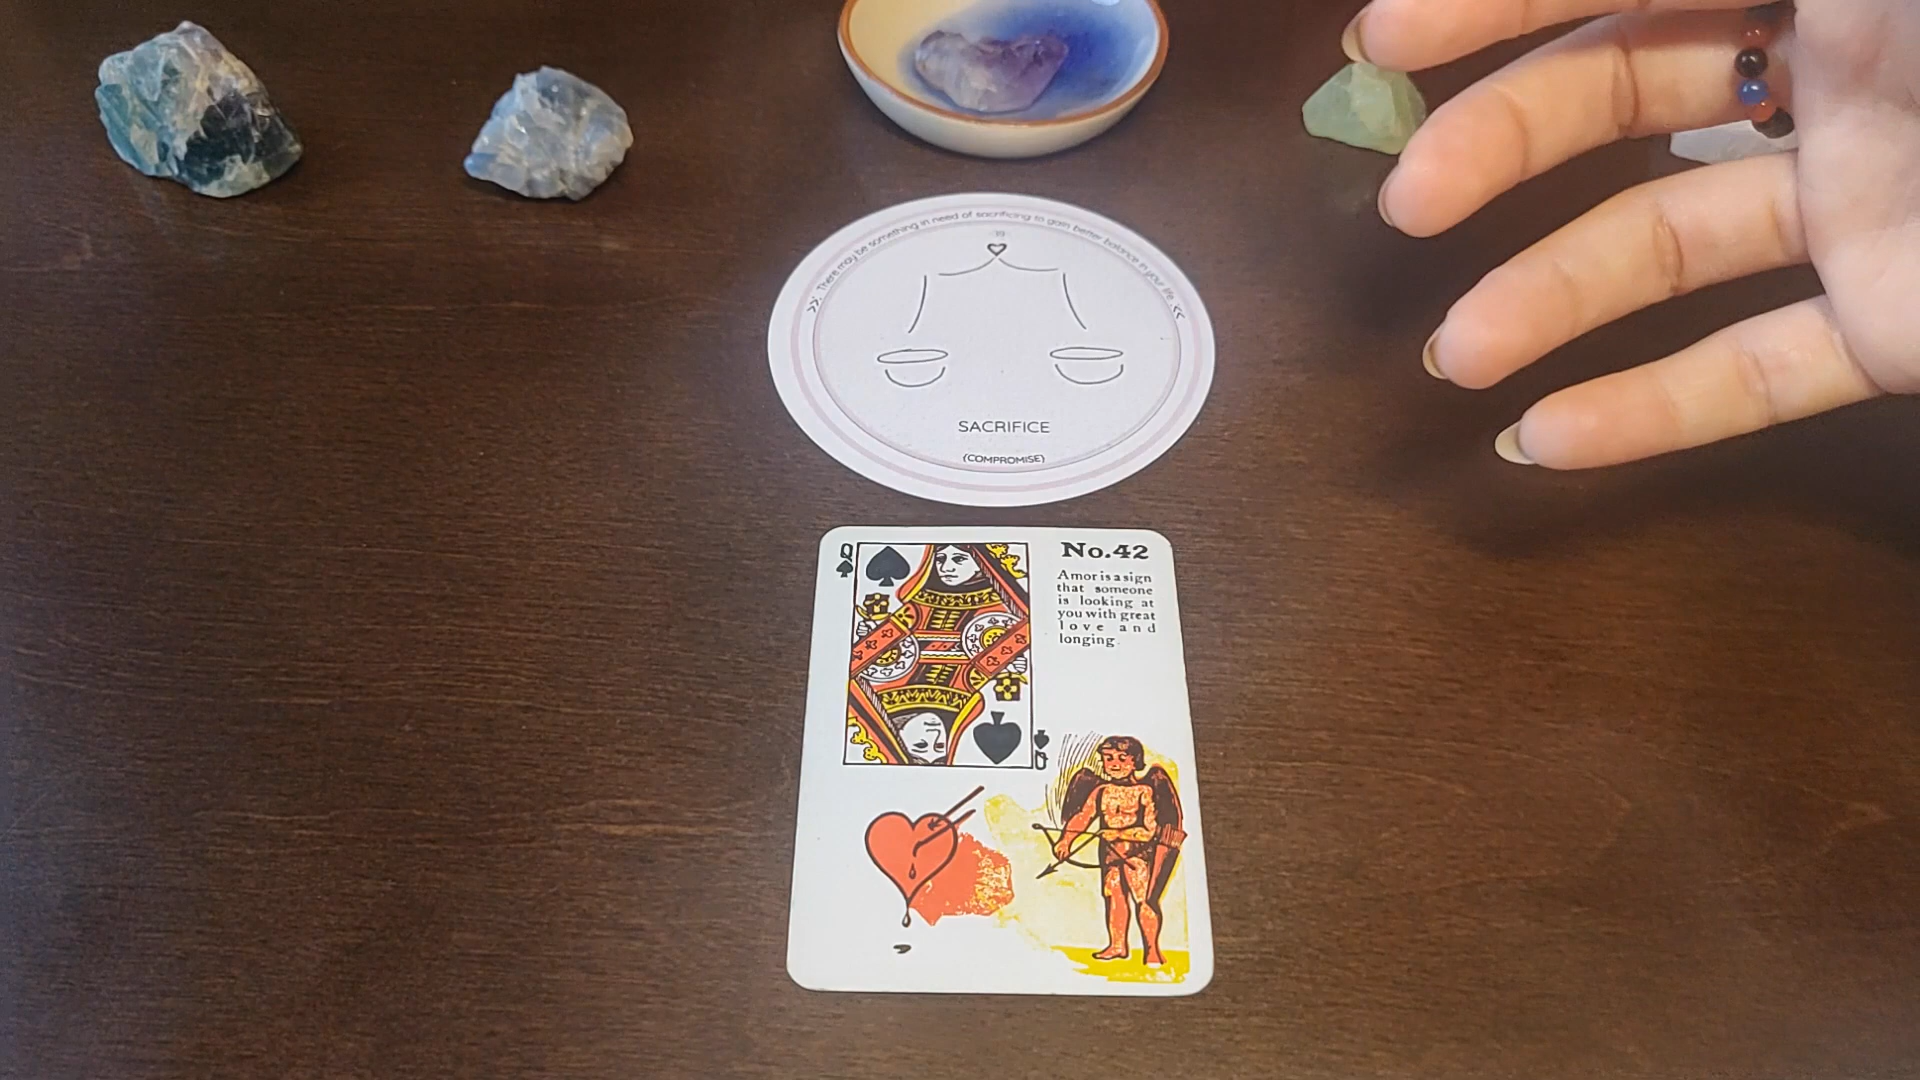 >> There may be something in need of sacrificing to gain better balance in your life <<
19
SACRIFICE
(COMPROMISE)
Q
No.42
Amor is a sign
that someone
is looking at
you with great
love and
longing.
Q